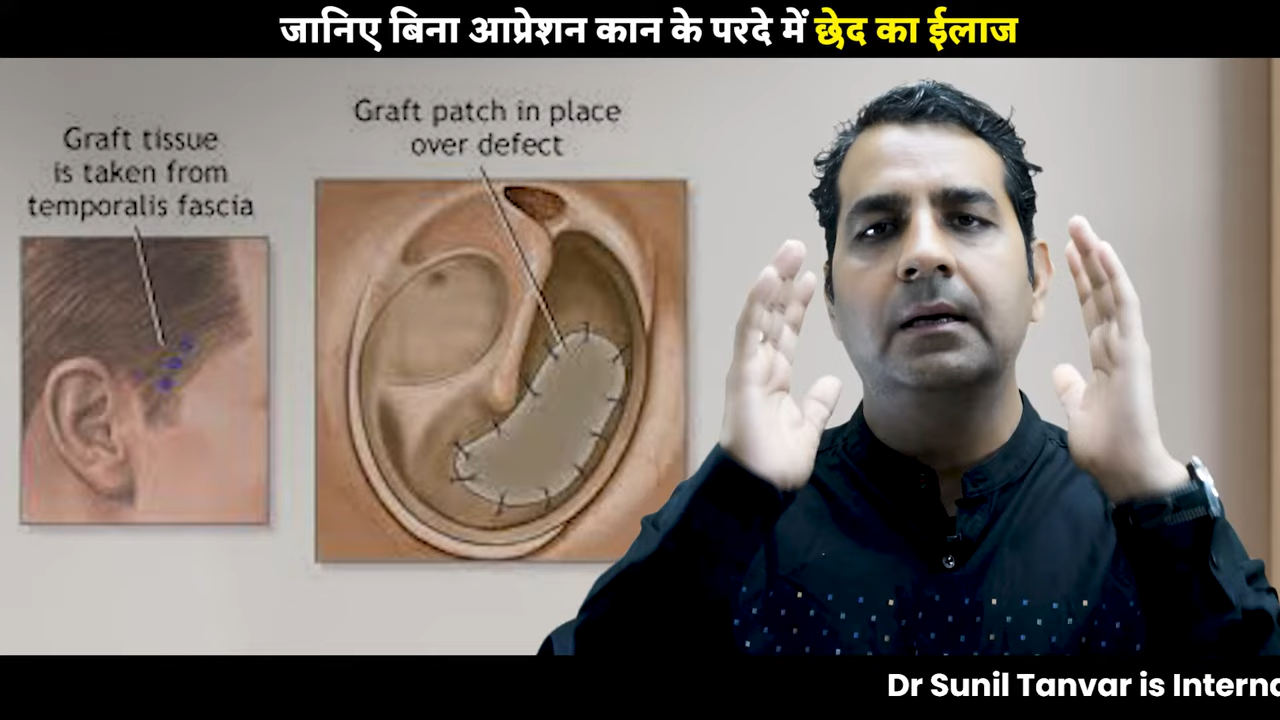 जानिए बिना आप्रेशन कान के परदे में छेद का ईलाज
Graft tissue
is taken from
temporalis fascia
Graft patch in place
over defect
Dr Sunil Tanvar is Interna